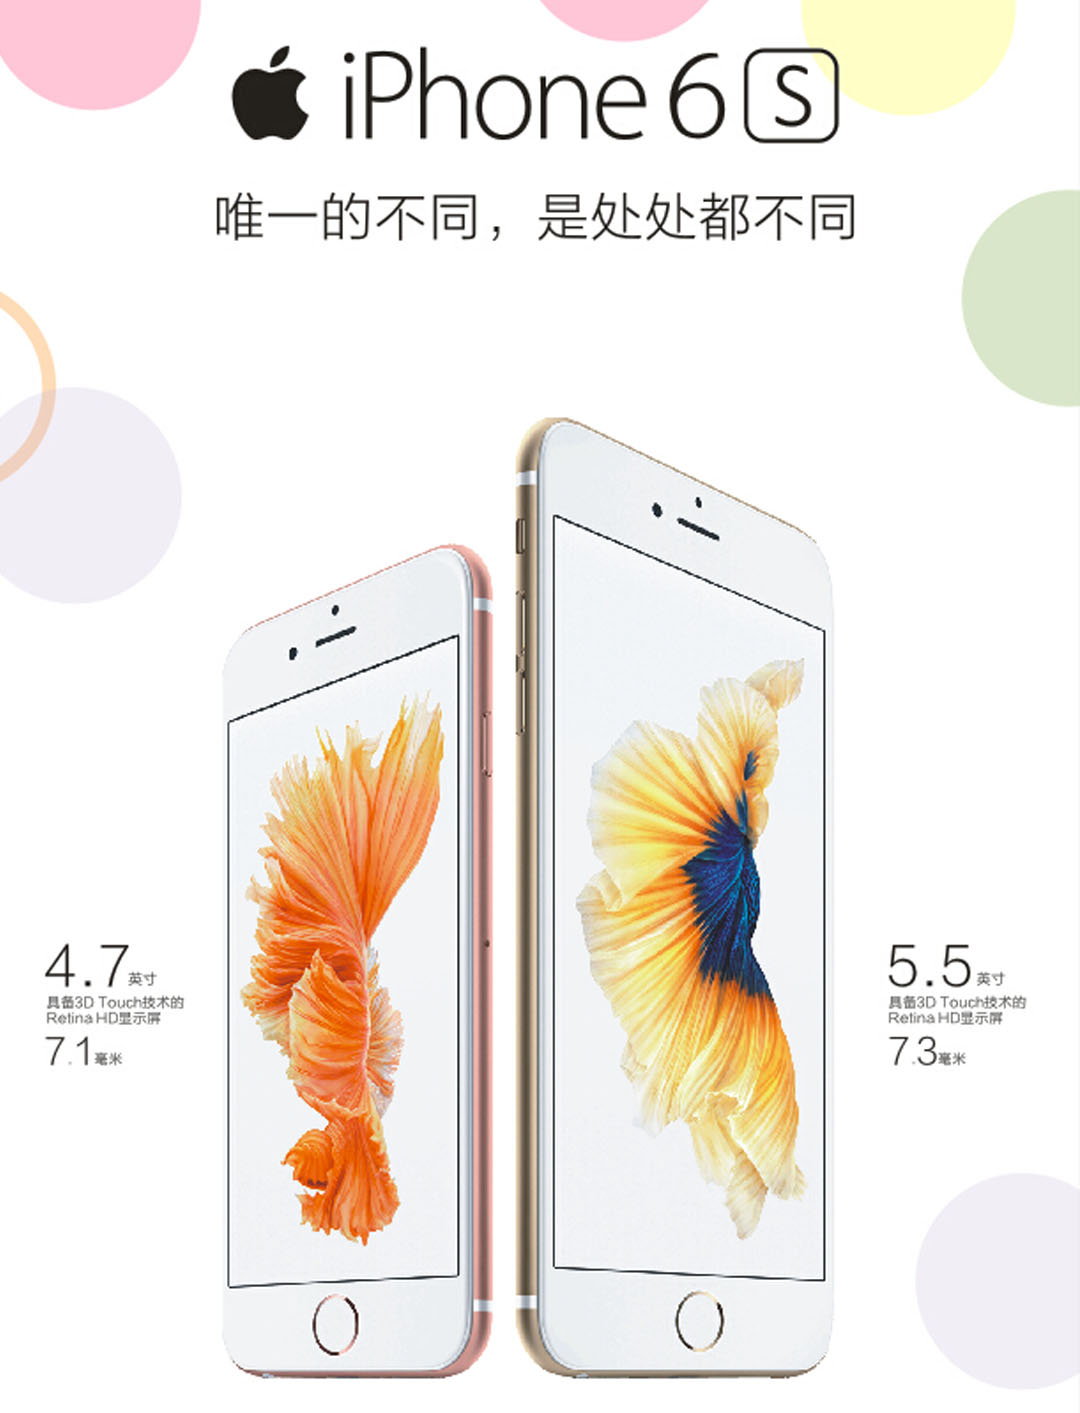 iPhone 6 S
唯一的不同，是处处都不同
4.7英寸
具备3D Touch技术的
Retina HD显示屏
7.1毫米
5.5英寸
具备3D Touch技术的
Retina HD显示屏
7.3毫米